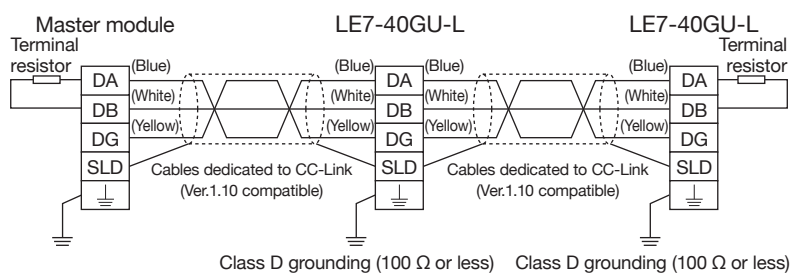 Master module LE7-40GU-L LE7-40GU-L
Terminal resistor Terminal resistor
(Blue) (Blue) (Blue) (Blue)
DA DA DA
(White) (White) (White) (White)
DB DB DB
(Yellow) (Yellow) (Yellow) (Yellow)
DG DG DG
SLD SLD SLD
Cables dedicated to CC-Link Cables dedicated to CC-Link
(Ver.1.10 compatible) (Ver.1.10 compatible)
Class D grounding (100 Ω or less) Class D grounding (100 Ω or less)